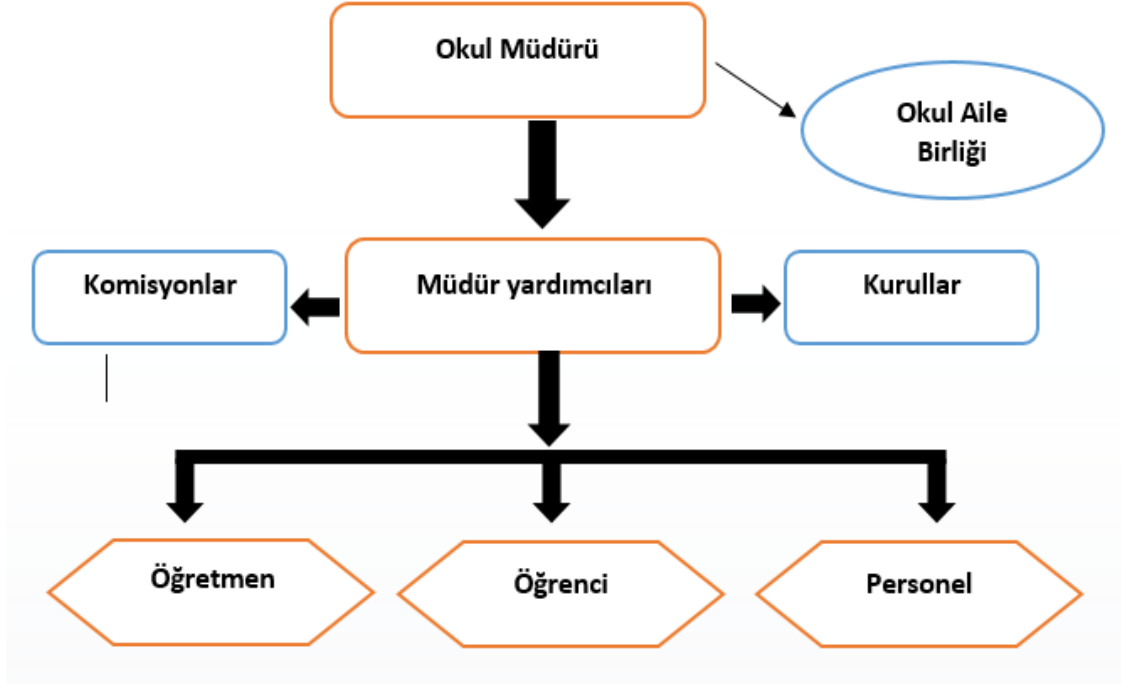 Okul Müdürü
Okul Aile
Birliği
Komisyonlar
Müdür yardımcıları
Kurullar
Öğretmen
Öğrenci
Personel